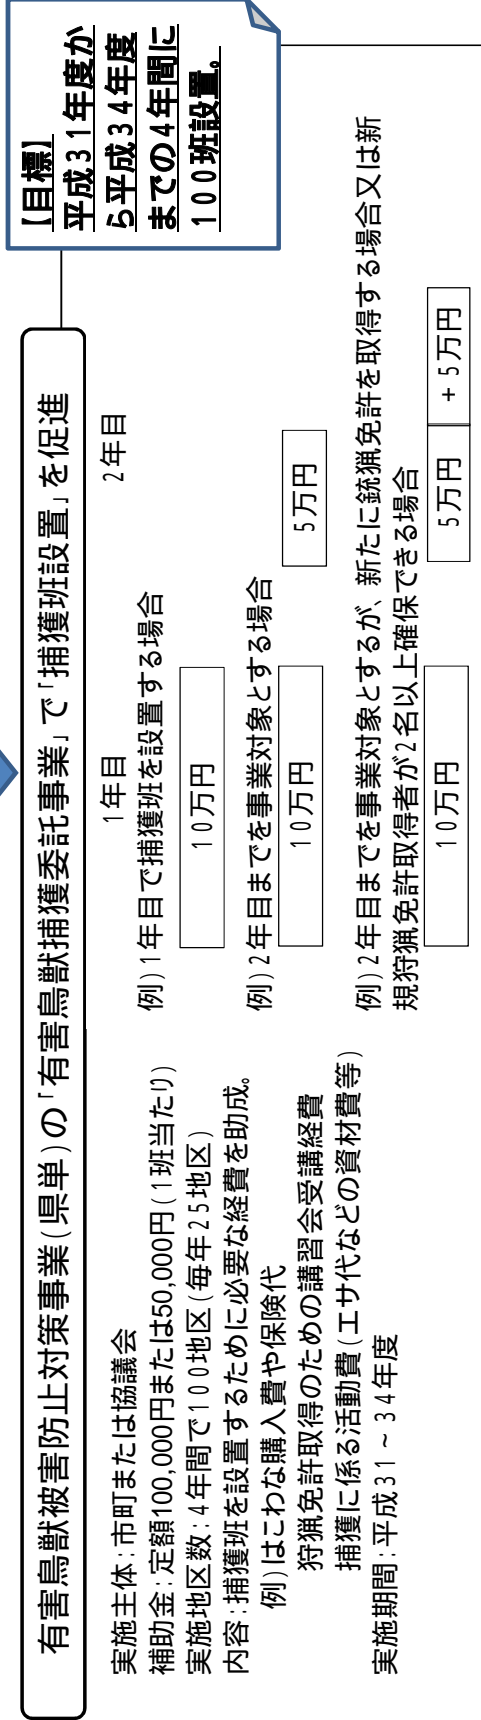 有害鳥獣被害防止対策事業(県単)の「有害鳥獣捕獲委託事業」で「捕獲班設置」を促進
【目標】
平成31年度か
ら平成34年度
までの4年間に
100班設置。
実施主体:市町または協議会
補助金:定額100,000円または50,000円(1班当たり)
実施地区数:4年間で100地区(毎年25地区)
内容:捕獲班を設置するために必要な経費を助成。
例)はこわな購入費や保険代
狩猟免許取得のための講習会受講経費
捕獲に係る活動費(エサ代などの資材費等)
実施期間:平成31~34年度
1年目 2年目
例)1年目で捕獲班を設置する場合
10万円
例)2年目までを事業対象とする場合
10万円 5万円
例)2年目までを事業対象とするが、新たに銃猟免許を取得する場合又は新
規狩猟免許取得者が2名以上確保できる場合
10万円 5万円 +5万円